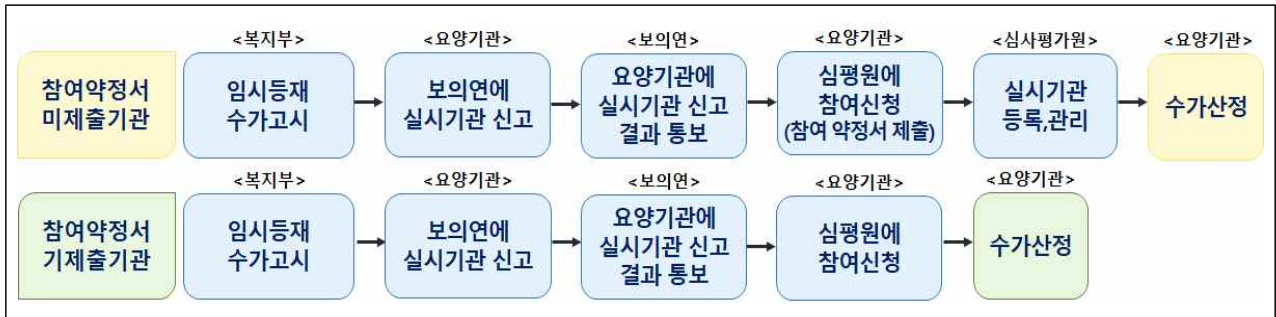 <복지부>
<요양기관>
<보의연>
<요양기관>
<심사평가원>
<요양기관>
참여약정서
미제출기관
임시등재
수가고시
보의연에
실시기관 신고
요양기관에
실시기관 신고
결과 통보
심평원에
참여신청
(참여 약정서 제출)
실시기관
등록,관리
수가산정
<복지부>
<요양기관>
<보의연>
<요양기관>
<요양기관>
참여약정서
기제출기관
임시등재
수가고시
보의연에
실시기관 신고
요양기관에
실시기관 신고
결과 통보
심평원에
참여신청
수가산정